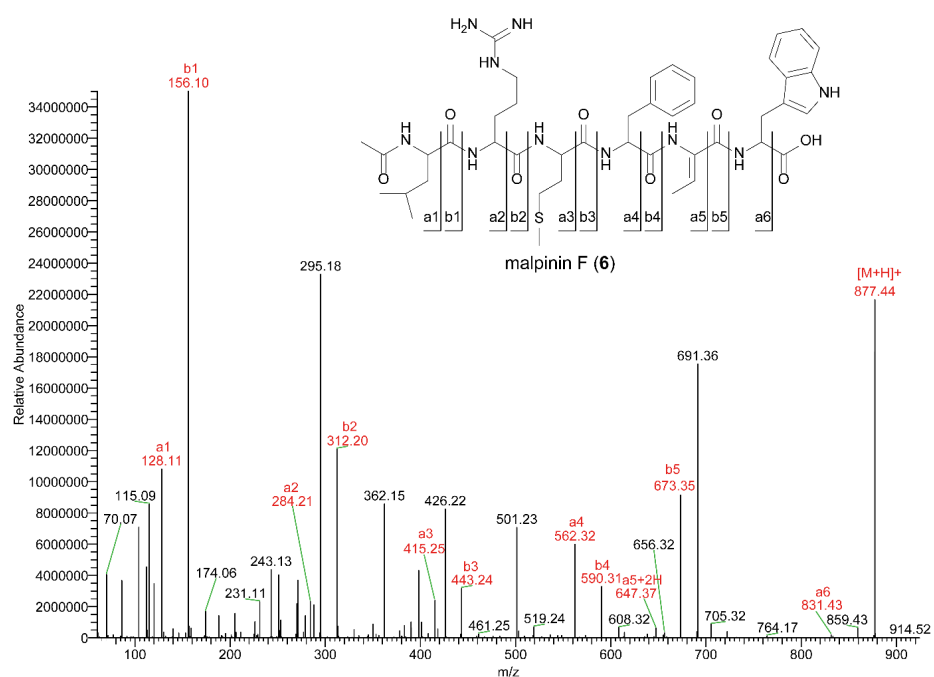 H₂N
NH
HN
O
H
N
O
N
H
O
H
N
O
N
H
O
H
N
O
N
H
O
OH
NH
S
a1
b1
a2
b2
a3
b3
a4
b4
a5
b5
a6
malpinin F (6)
Relative Abundance
34000000
32000000
30000000
28000000
26000000
24000000
22000000
20000000
18000000
16000000
14000000
12000000
10000000
8000000
6000000
4000000
2000000
0
70.07
115.09
a1
128.11
b1
156.10
174.06
231.11
243.13
a2
284.21
295.18
b2
312.20
362.15
a3
415.25
426.22
b3
443.24
461.25
501.23
519.24
a4
562.32
b4
590.31
608.32
a5+2H
647.37
656.32
b5
673.35
691.36
705.32
764.17
a6
831.43
859.43
[M+H]+
877.44
914.52
100
200
300
400
500
600
700
800
900
m/z